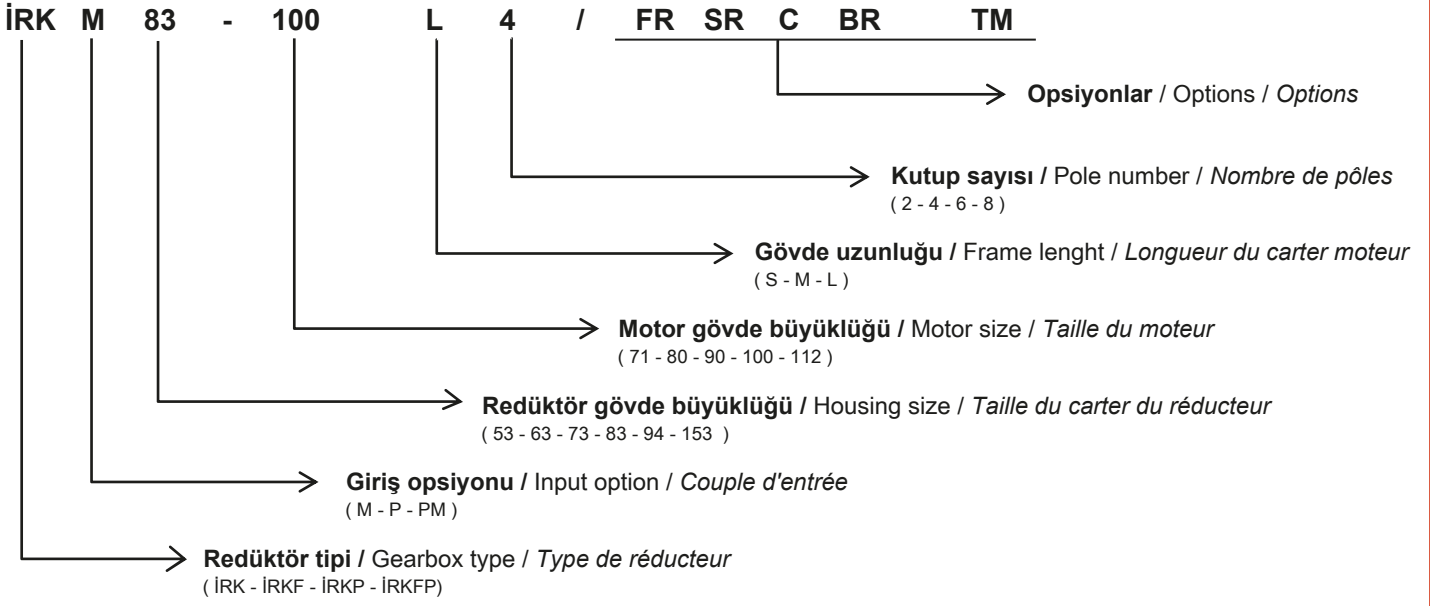 İRK M 83 - 100 L 4 / FR SR C BR TM
Opsiyonlar / Options / Options
Kutup sayısı / Pole number / Nombre de pôles
( 2 - 4 - 6 - 8 )
Gövde uzunluğu / Frame lenght / Longueur du carter moteur
( S - M - L )
Motor gövde büyüklüğü / Motor size / Taille du moteur
( 71 - 80 - 90 - 100 - 112 )
Redüktör gövde büyüklüğü / Housing size / Taille du carter du réducteur
( 53 - 63 - 73 - 83 - 94 - 153 )
Giriş opsiyonu / Input option / Couple d'entrée
( M - P - PM )
Redüktör tipi / Gearbox type / Type de réducteur
( İRK - İRKF - İRKP - İRKFP)